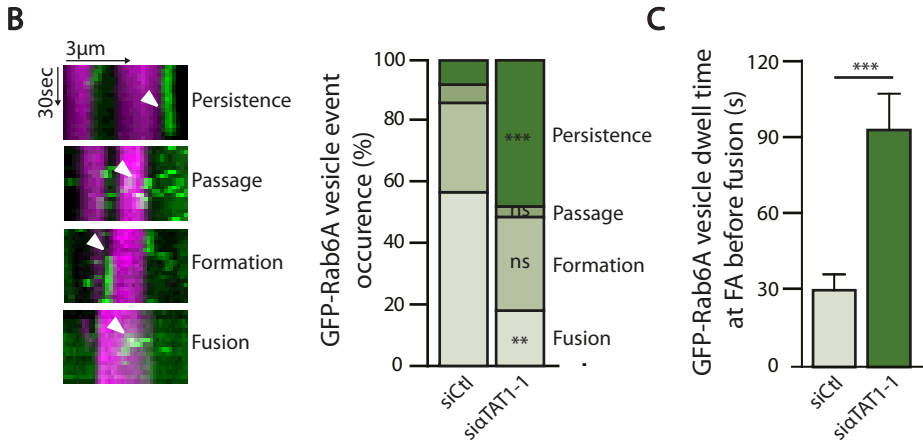 B
3µm
30sec
Persistence
Passage
Formation
Fusion
GFP-Rab6A vesicle event
occurence (%)
100
80
60
40
20
0
***
ns
ns
**
Persistence
Passage
Formation
Fusion
siCtl
siαTAT1-1
C
GFP-Rab6A vesicle dwell time
at FA before fusion (s)
120
90
60
30
0
***
siCtl
siαTAT1-1